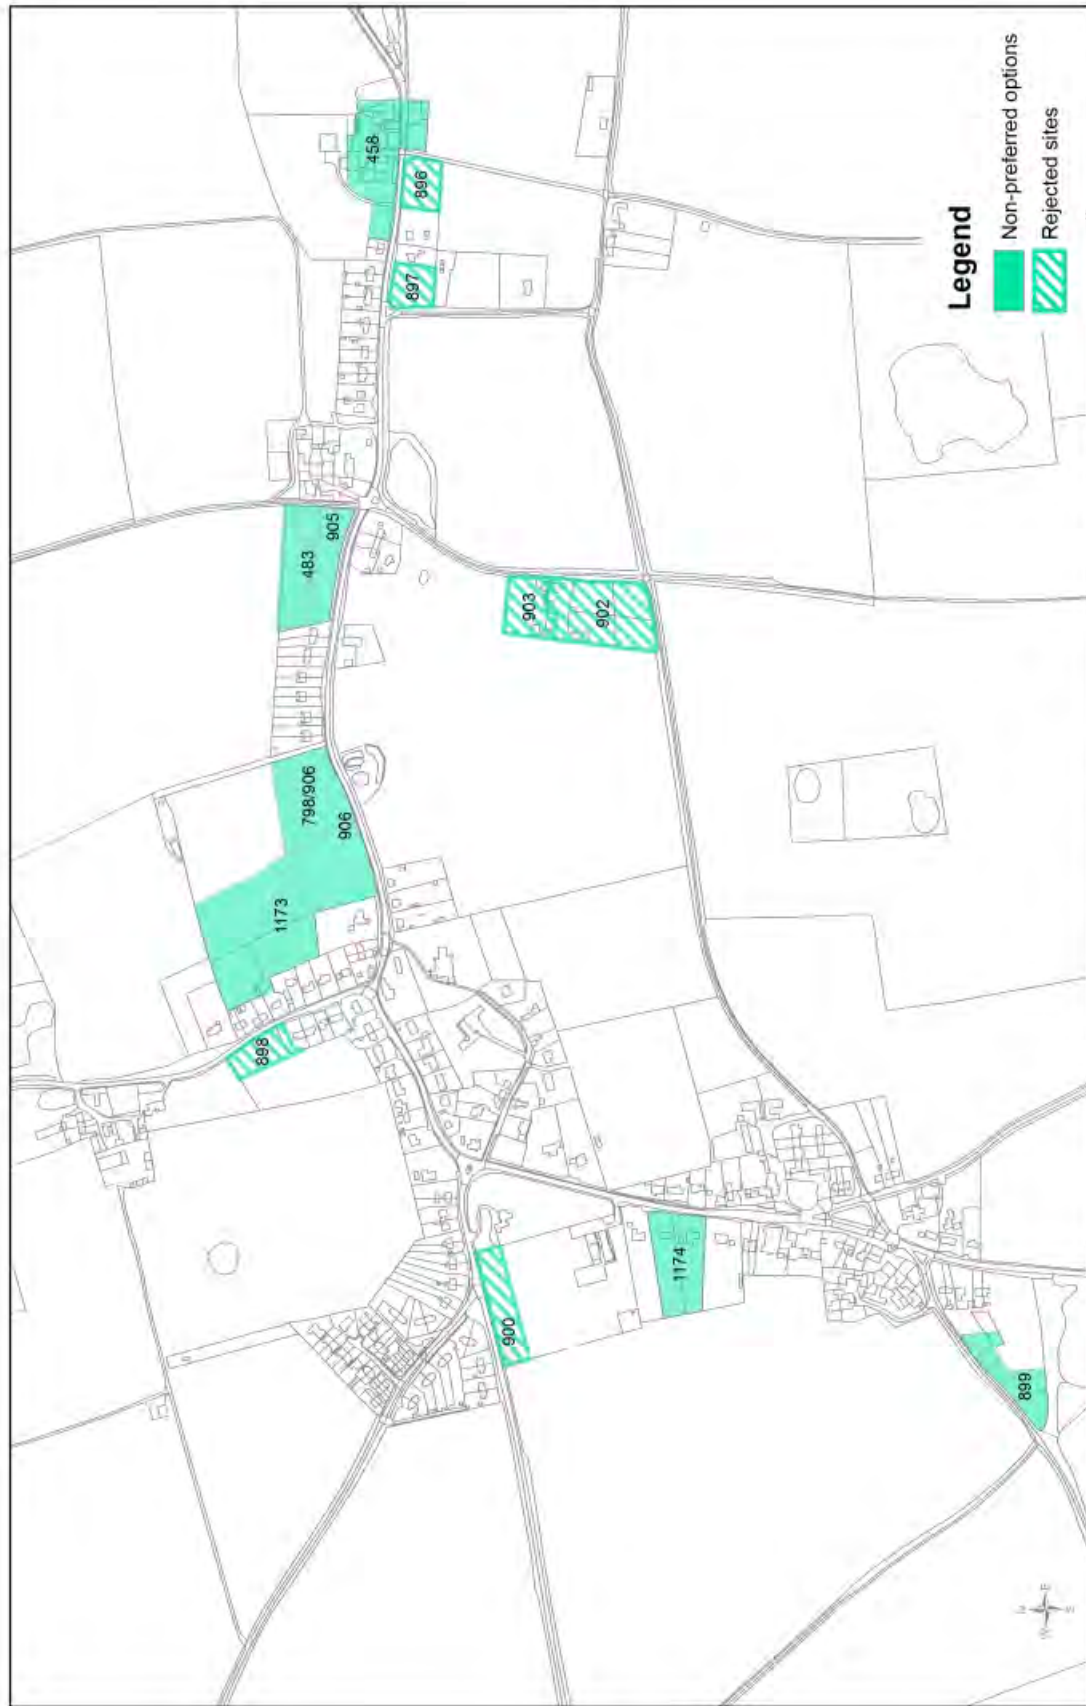 898
1173
798/906
483
905
906
458
897
896
900
903
902
1174
899
Legend
Non-preferred options
Rejected sites
N
W
E
S